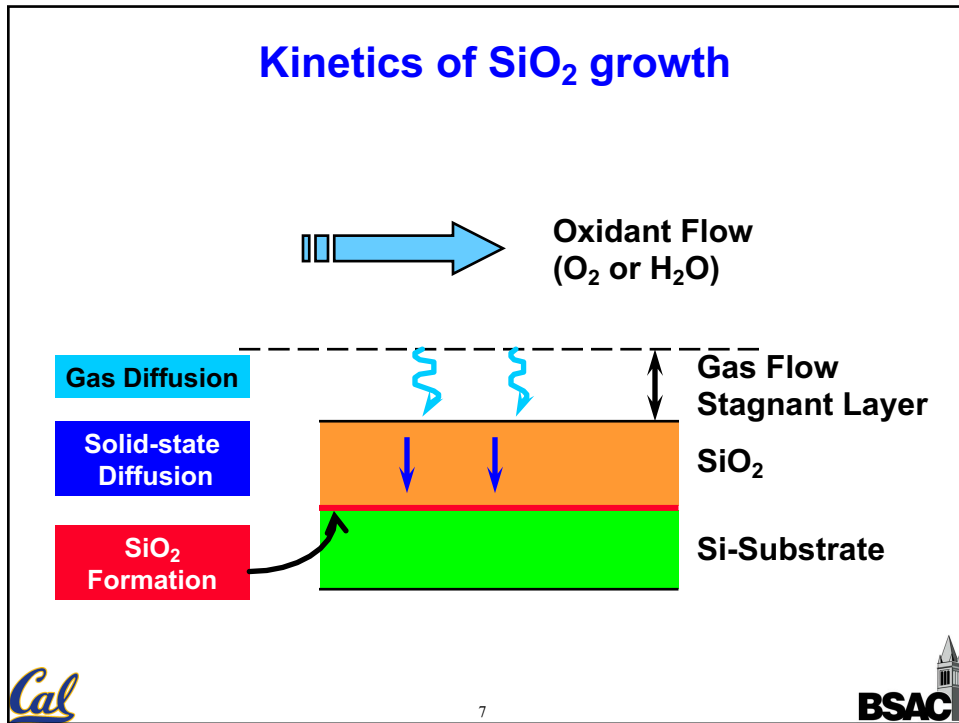 Kinetics of SiO₂ growth
Oxidant Flow
(O₂ or H₂O)
Gas Diffusion
Gas Flow
Stagnant Layer
Solid-state
Diffusion
SiO₂
SiO₂
Formation
Si-Substrate
Cal
7
BSAC